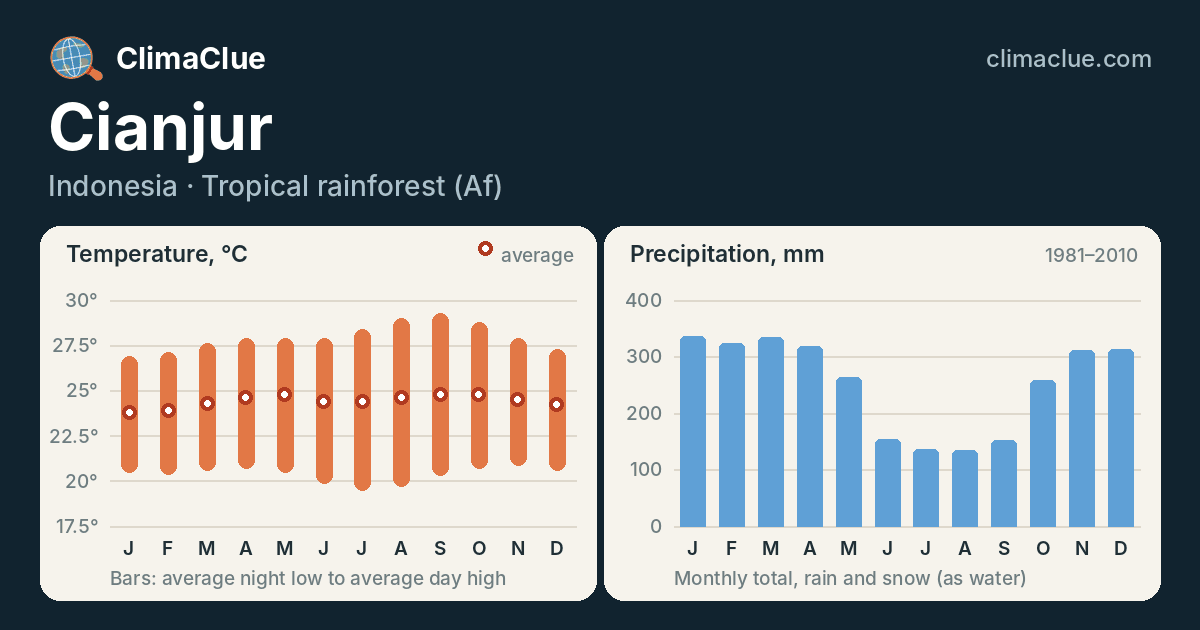 ClimaClue
climaclue.com
Cianjur
Indonesia · Tropical rainforest (Af)
Temperature, °C
average
30°
27.5°
25°
22.5°
20°
17.5°
J F M A M J J A S O N D
Bars: average night low to average day high
Precipitation, mm
1981–2010
400
300
200
100
0
J F M A M J J A S O N D
Monthly total, rain and snow (as water)